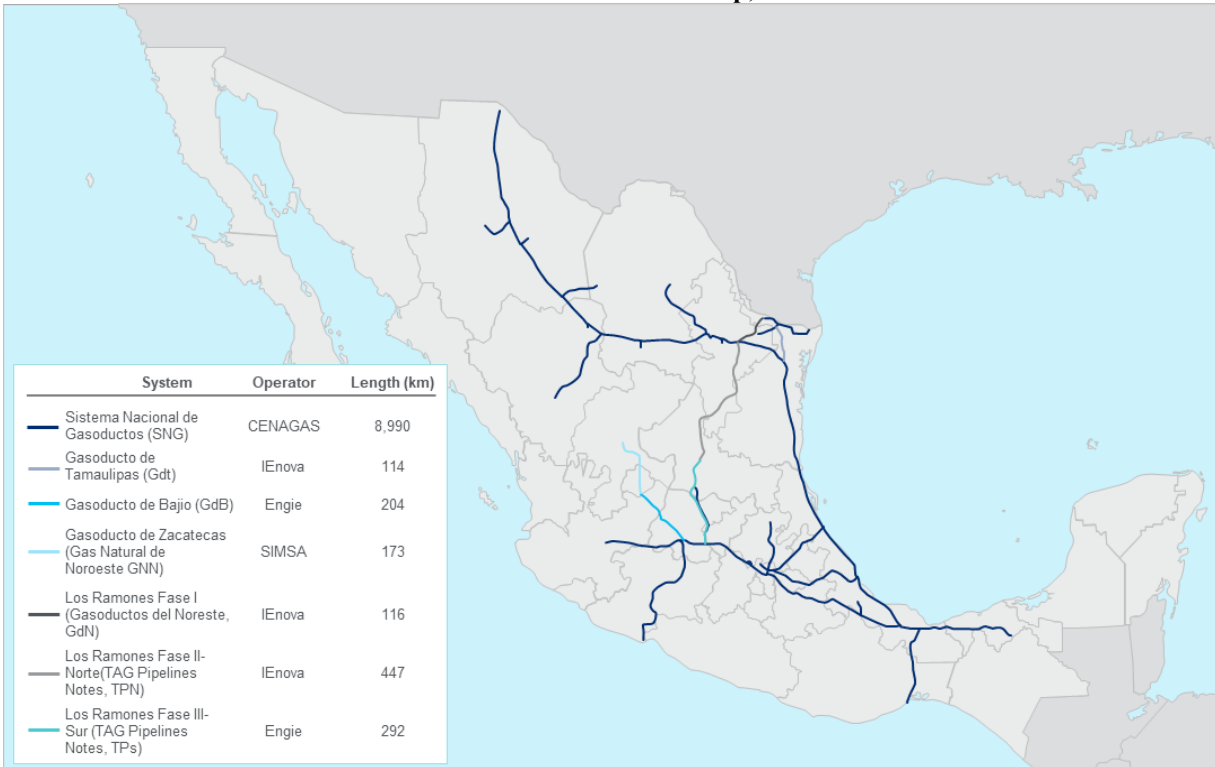 p,
System Operator Length (km)
Sistema Nacional de
Gasoductos (SNG) CENAGAS 8,990
Gasoducto de
Tamaulipas (Gdt) IEnova 114
Gasoducto de Bajio (GdB) Engie 204
Gasoducto de Zacatecas
(Gas Natural de
Noroeste GNN) SIMSA 173
Los Ramones Fase I
(Gasoductos del Noreste,
GdN) IEnova 116
Los Ramones Fase II-
Norte(TAG Pipelines
Notes, TPN) IEnova 447
Los Ramones Fase III-
Sur (TAG Pipelines
Notes, TPs) Engie 292